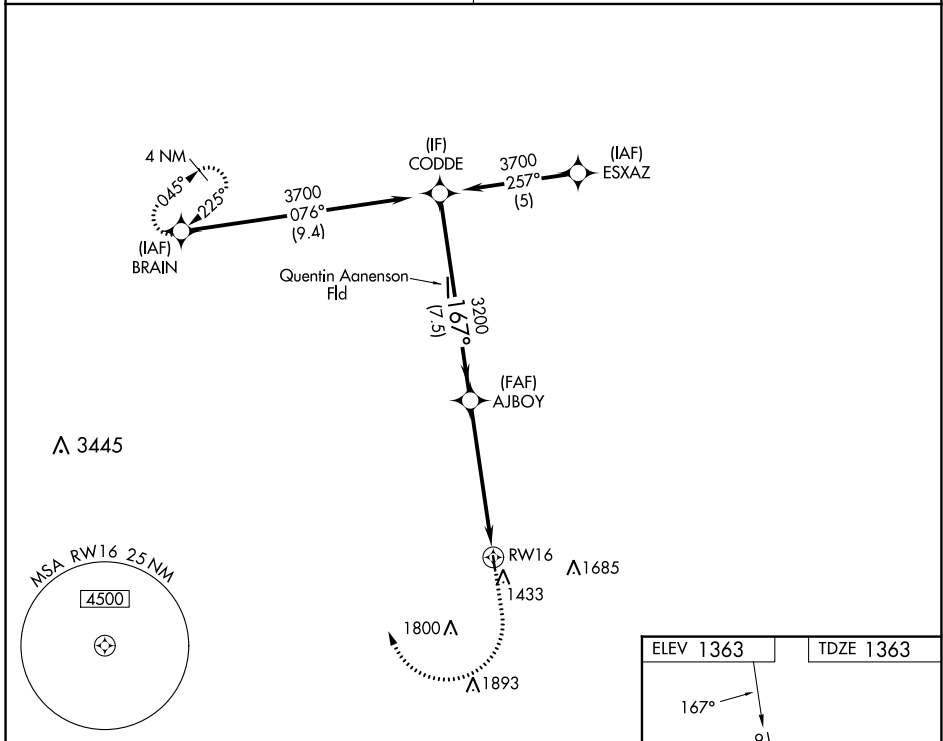 4 NM
045°
225°
(IAF)
BRAIN
3700
076°
(9.4)
(IF)
CODDE
3700
257°
(5)
(IAF)
ESXAZ
Quentin Aanenson
Fld
3200
167°
(7.5)
(FAF)
AJBOY
3445
RW16
1433
1685
1800
1893
MSA RW16 25 NM
4500
ELEV 1363
TDZE 1363
167°